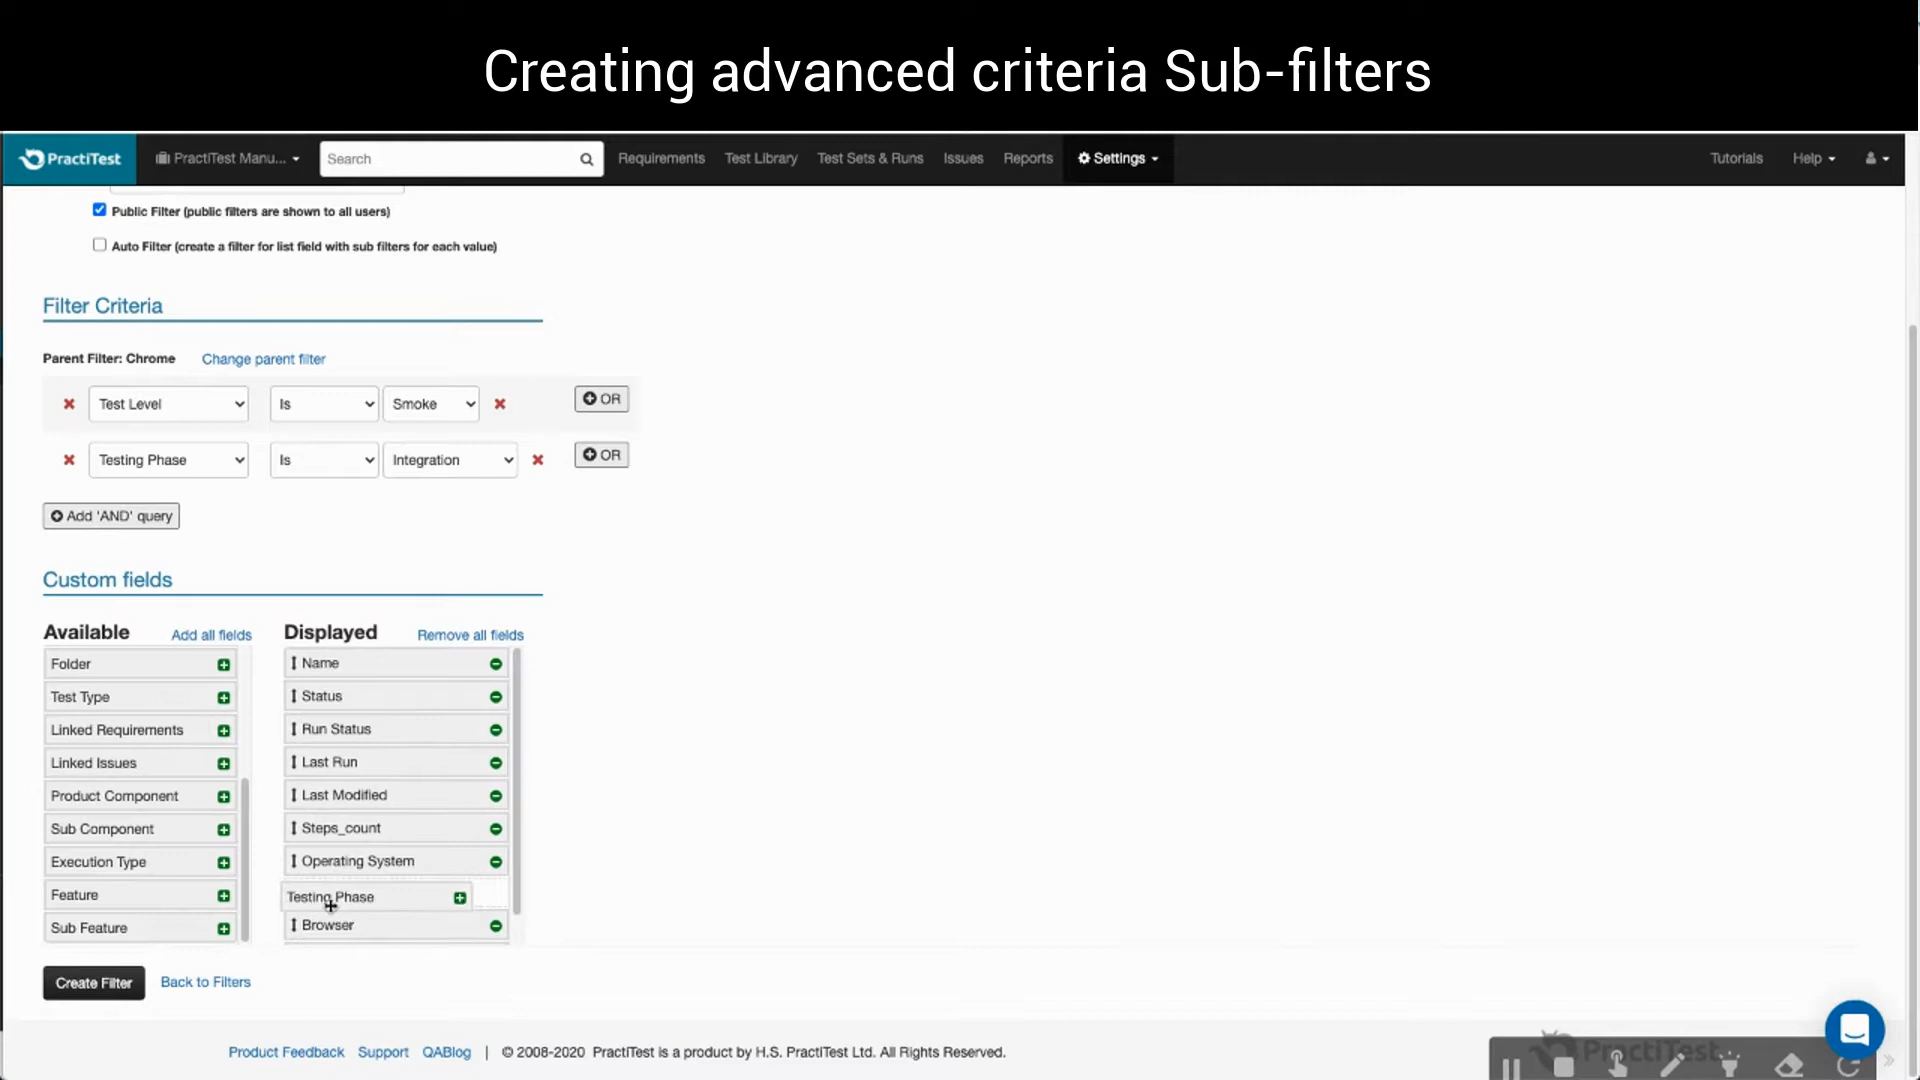 Creating advanced criteria Sub-filters
PractiTest
PractiTest Manu...
Search
Requirements
Test Library
Test Sets & Runs
Issues
Reports
Settings
Tutorials
Help
Public Filter (public filters are shown to all users)
Auto Filter (create a filter for list field with sub filters for each value)
Filter Criteria
Parent Filter: Chrome
Change parent filter
Test Level
Is
Smoke
OR
Testing Phase
Is
Integration
OR
Add 'AND' query
Custom fields
Available
Add all fields
Folder
Test Type
Linked Requirements
Linked Issues
Product Component
Sub Component
Execution Type
Feature
Sub Feature
Displayed
Remove all fields
Name
Status
Run Status
Last Run
Last Modified
Steps_count
Operating System
Testing Phase
Browser
Create Filter
Back to Filters
Product Feedback
Support
QABlog
|
© 2008-2020 PractiTest is a product by H.S. PractiTest Ltd. All Rights Reserved.
PractiTest